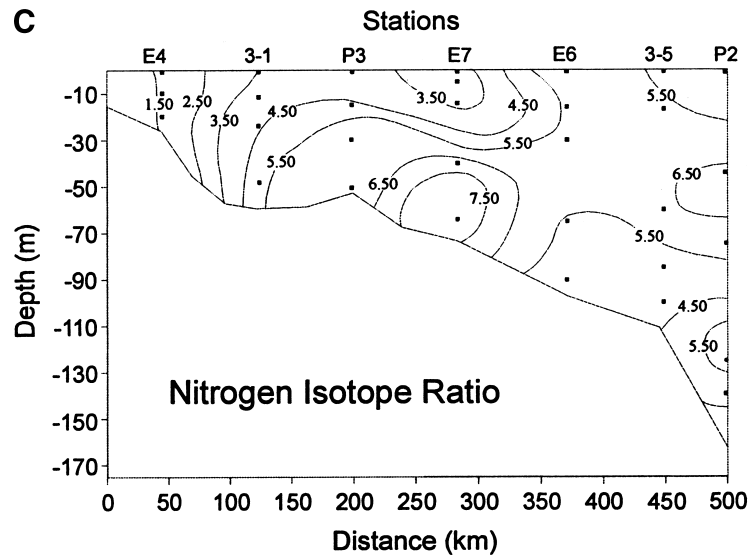 C
Stations
E4 3-1 P3 E7 E6 3-5 P2
-10
-30
-50
-70
-90
-110
-130
-150
-170
Depth (m)
1.50 2.50 3.50 4.50 3.50 4.50 5.50
5.50 5.50
6.50 7.50 6.50
5.50
4.50
5.50
Nitrogen Isotope Ratio
0 50 100 150 200 250 300 350 400 450 500
Distance (km)